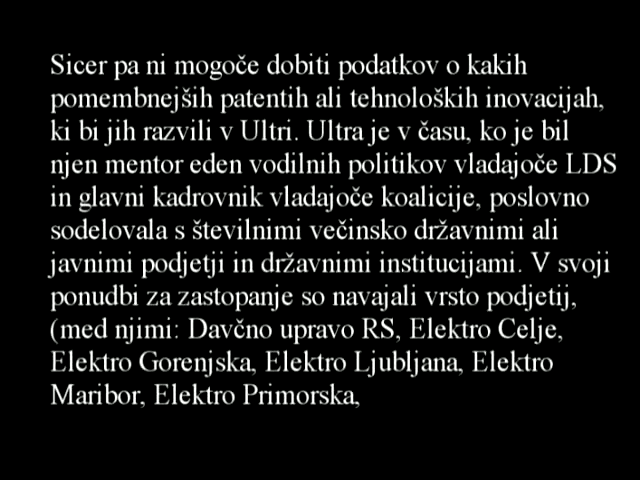 Sicer pa ni mogoče dobiti podatkov o kakih
pomembnejših patentih ali tehnoloških inovacijah,
ki bi jih razvili v Ultri. Ultra je v času, ko je bil
njen mentor eden vodilnih politikov vladajoče LDS
in glavni kadrovnik vladajoče koalicije, poslovno
sodelovala s številnimi večinsko državnimi ali
javnimi podjetji in državnimi institucijami. V svoji
ponudbi za zastopanje so navajali vrsto podjetij,
(med njimi: Davčno upravo RS, Elektro Celje,
Elektro Gorenjska, Elektro Ljubljana, Elektro
Maribor, Elektro Primorska,